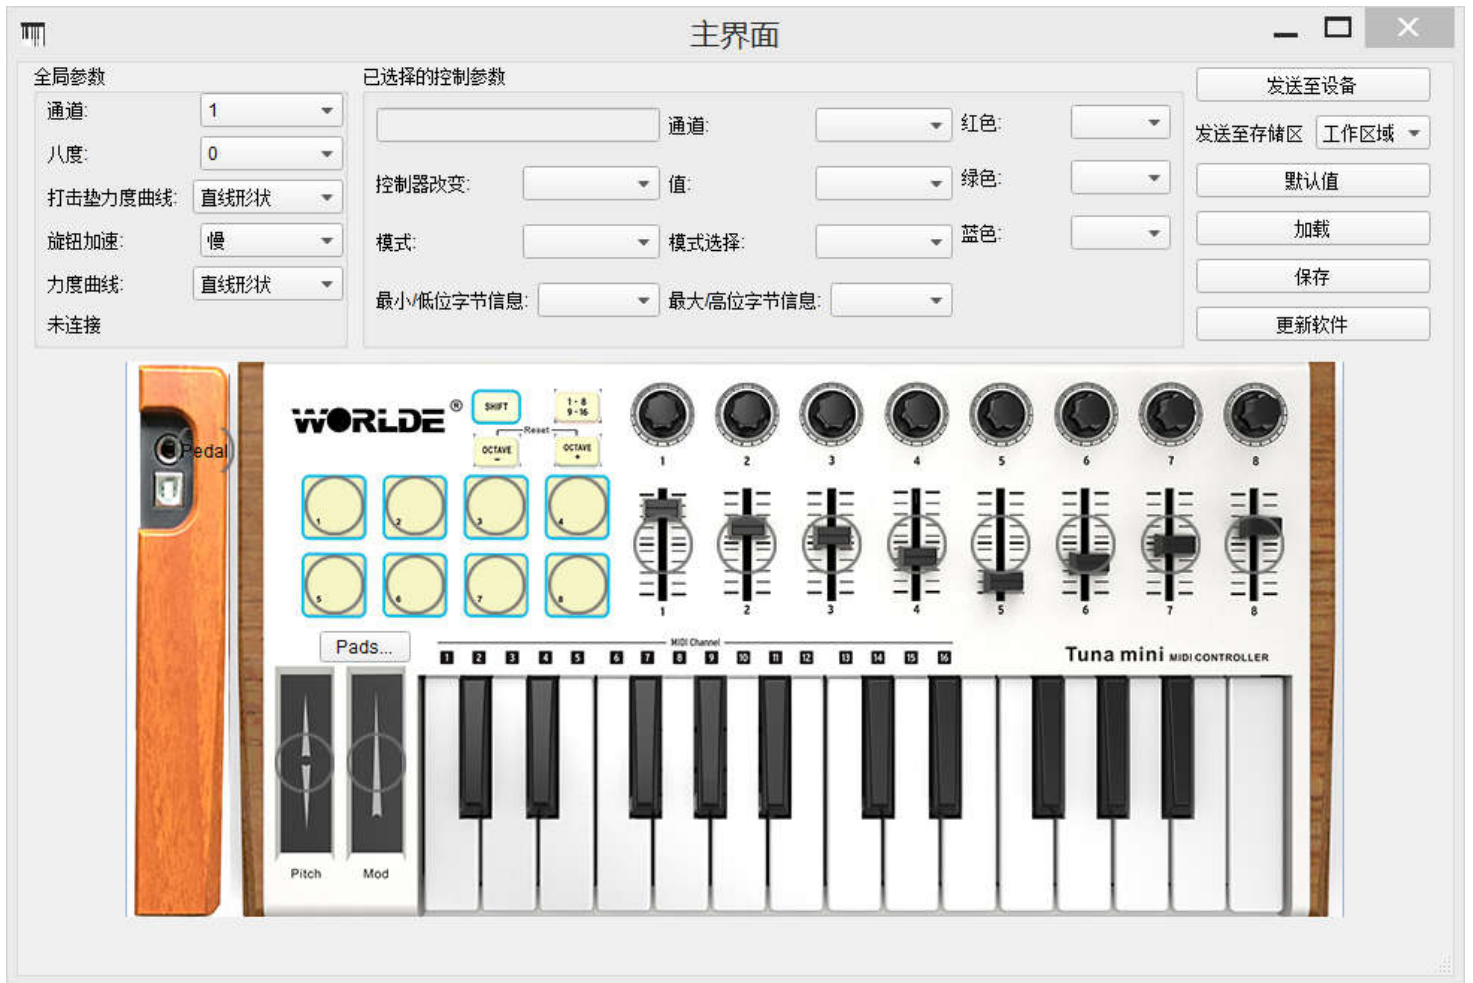 主界面
全局参数
通道: 1
八度: 0
打击垫力度曲线: 直线形状
旋钮加速: 慢
力度曲线: 直线形状
未连接
已选择的控制参数
通道: 红色:
控制器改变: 值: 绿色:
模式: 模式选择: 蓝色:
最小/低位字节信息: 最大/高位字节信息:
发送至设备
发送至存储区 工作区域
默认值
加载
保存
更新软件
Pedal
WORLDE®
SHIFT
1-8
9-16
Reset
OCTAVE
-
OCTAVE
+
1 2 3 4
5 6 7 8
1 2 3 4 5 6 7 8
1 2 3 4 5 6 7 8
Pads...
MIDI Channel
1 2 3 4 5 6 7 8 9 10 11 12 13 14 15 16
Tuna mini MIDI CONTROLLER
Pitch Mod